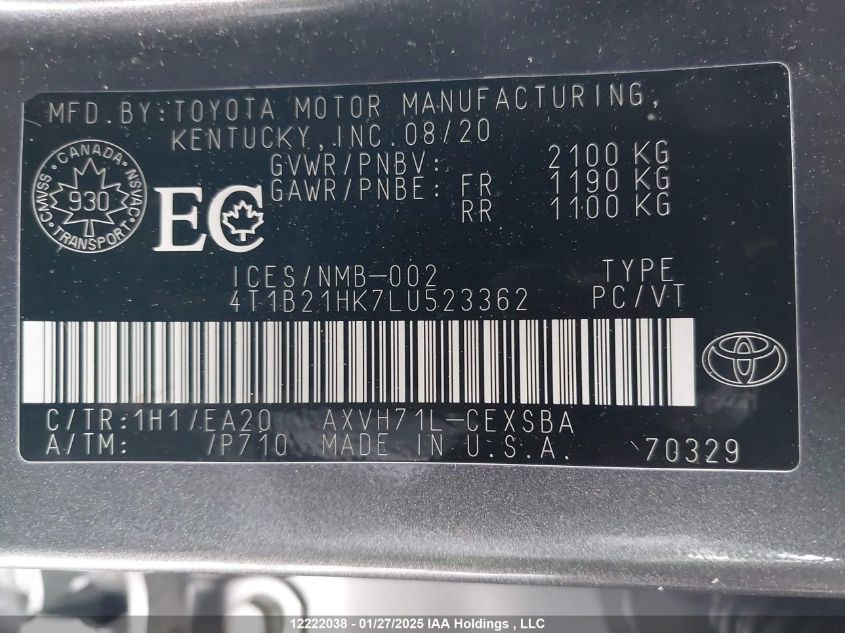 MFD.BY:TOYOTA MOTOR MANUFACTURING,
KENTUCKY,INC.08/20
GVWR/PNBV: 2100 KG
GAWR/PNBE: FR 1190 KG
RR 1100 KG
CANADA
CMVSS 930 NSVAC
TRANSPORT
EC
ICES/NMB-002 TYPE
4T1B21HK7LU523362 PC/VT
C/TR:1H1/EA20 AXVH71L-CEXSBA
A/TM: /P710 MADE IN U.S.A. 70329
12222038 - 01/27/2025 IAA Holdings , LLC